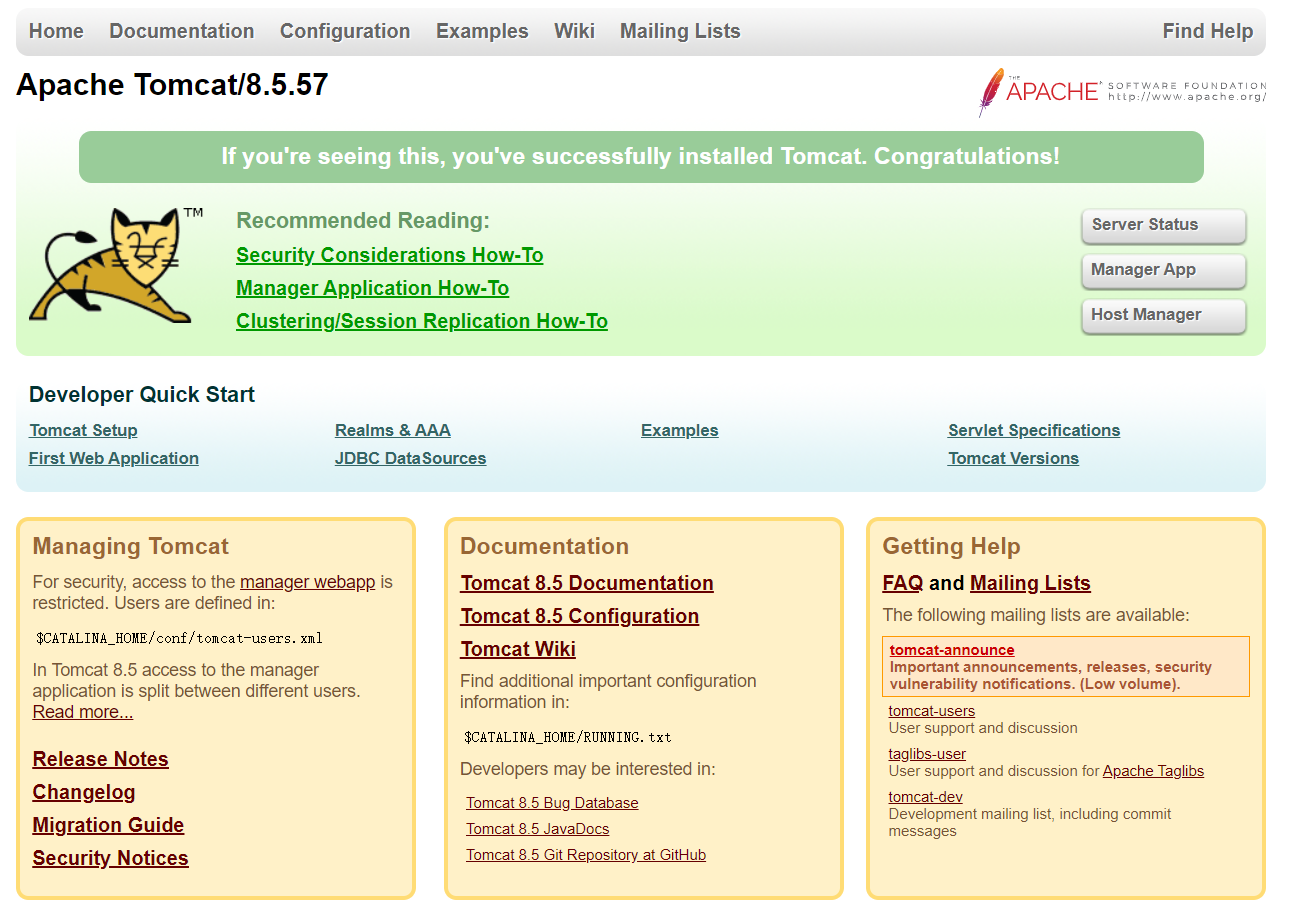 Home Documentation Configuration Examples Wiki Mailing Lists Find Help
Apache Tomcat/8.5.57
THE
APACHE SOFTWARE FOUNDATION
http://www.apache.org/
If you're seeing this, you've successfully installed Tomcat. Congratulations!
TM
Recommended Reading:
Security Considerations How-To
Manager Application How-To
Clustering/Session Replication How-To
Server Status
Manager App
Host Manager
Developer Quick Start
Tomcat Setup
First Web Application
Realms & AAA
JDBC DataSources
Examples
Servlet Specifications
Tomcat Versions
Managing Tomcat
For security, access to the manager webapp is
restricted. Users are defined in:
$CATALINA_HOME/conf/tomcat-users.xml
In Tomcat 8.5 access to the manager
application is split between different users.
Read more...
Release Notes
Changelog
Migration Guide
Security Notices
Documentation
Tomcat 8.5 Documentation
Tomcat 8.5 Configuration
Tomcat Wiki
Find additional important configuration
information in:
$CATALINA_HOME/RUNNING.txt
Developers may be interested in:
Tomcat 8.5 Bug Database
Tomcat 8.5 JavaDocs
Tomcat 8.5 Git Repository at GitHub
Getting Help
FAQ and Mailing Lists
The following mailing lists are available:
tomcat-announce
Important announcements, releases, security
vulnerability notifications. (Low volume).
tomcat-users
User support and discussion
taglibs-user
User support and discussion for Apache Taglibs
tomcat-dev
Development mailing list, including commit
messages